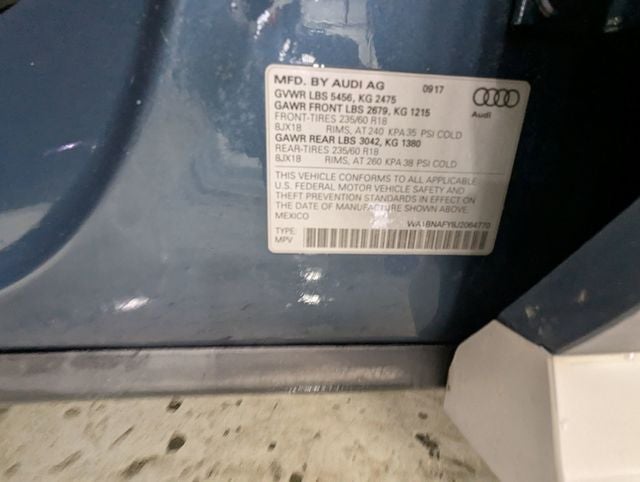 MFD. BY AUDI AG 0917
GVWR LBS 5456, KG 2475
GAWR FRONT LBS 2679, KG 1215
FRONT-TIRES 235/60 R18
8JX18 RIMS, AT 240 KPA 35 PSI COLD
GAWR REAR LBS 3042, KG 1380
REAR-TIRES 235/60 R18
8JX18 RIMS, AT 260 KPA 38 PSI COLD
Audi
THIS VEHICLE CONFORMS TO ALL APPLICABLE
U.S. FEDERAL MOTOR VEHICLE SAFETY AND
THEFT PREVENTION STANDARDS IN EFFECT ON
THE DATE OF MANUFACTURE SHOWN ABOVE.
MEXICO
WA1BNAFY8J2064770
TYPE:
MPV